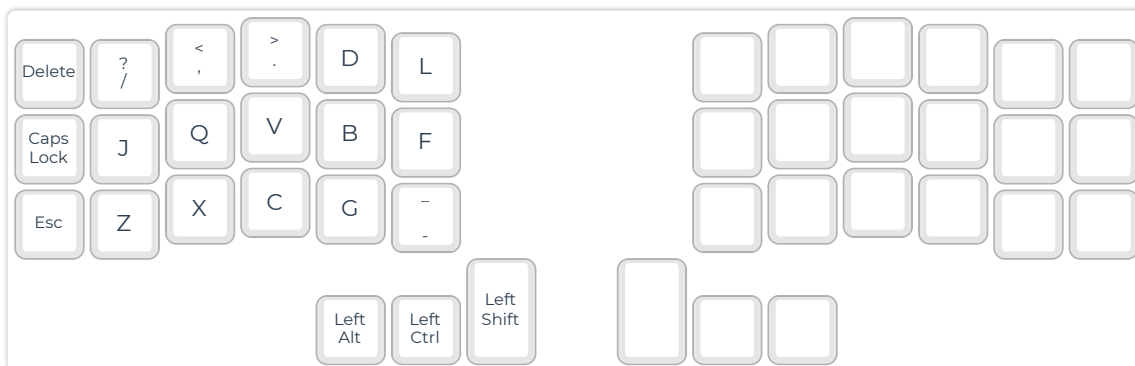 Delete
?
/
<
,
>
.
D
L
Caps
Lock
J
Q
V
B
F
Esc
Z
X
C
G
_
-
Left
Alt
Left
Ctrl
Left
Shift